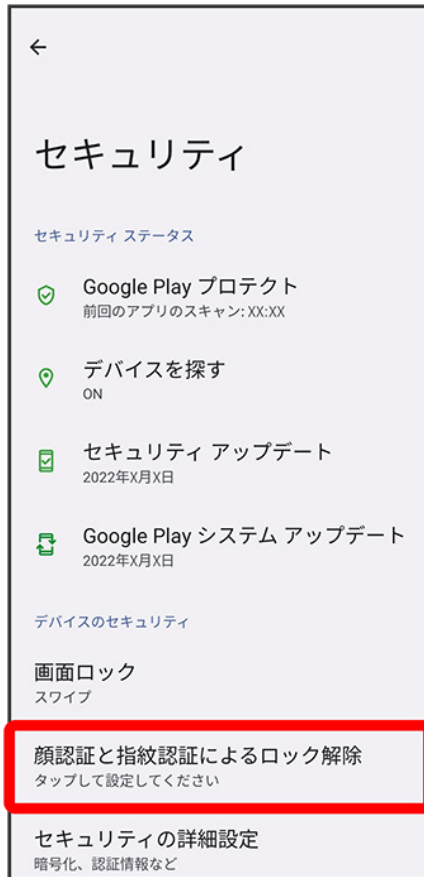 セキュリティ
セキュリティ ステータス
Google Play プロテクト
前回のアプリのスキャン: XX:XX
デバイスを探す
ON
セキュリティ アップデート
2022年X月X日
Google Play システム アップデート
2022年X月X日
デバイスのセキュリティ
画面ロック
スワイプ
顔認証と指紋認証によるロック解除
タップして設定してください
セキュリティの詳細設定
暗号化、認証情報など